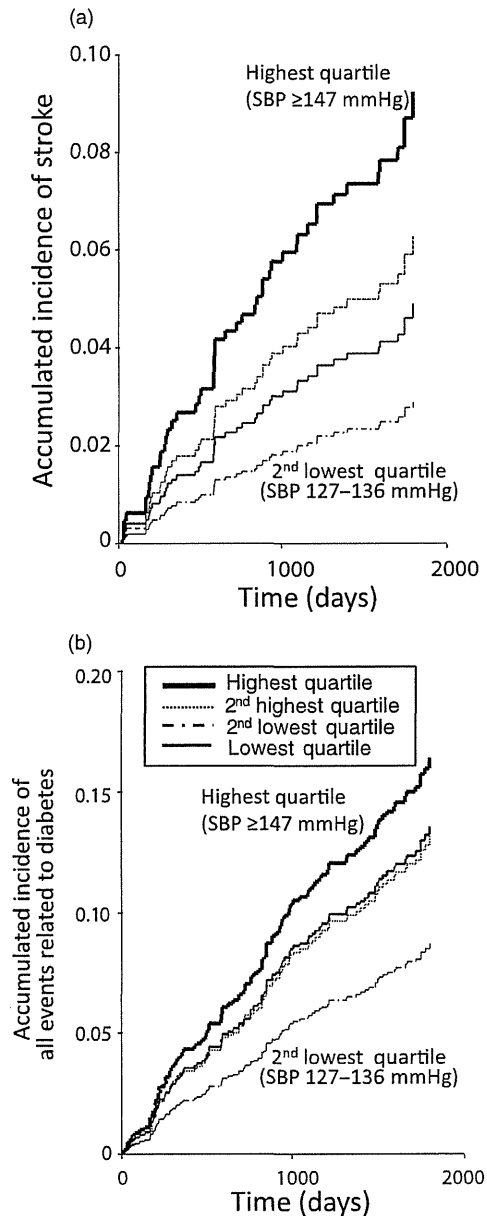 (a)
Accumulated incidence of stroke
0.10
0.08
0.06
0.04
0.02
0
Highest quartile
(SBP ≥147 mmHg)
2nd lowest quartile
(SBP 127–136 mmHg)
0
1000
2000
Time (days)
(b)
Accumulated incidence of
all events related to diabetes
0.20
0.15
0.10
0.05
0
Highest quartile
2nd highest quartile
2nd lowest quartile
Lowest quartile
Highest quartile
(SBP ≥147 mmHg)
2nd lowest quartile
(SBP 127–136 mmHg)
0
1000
2000
Time (days)